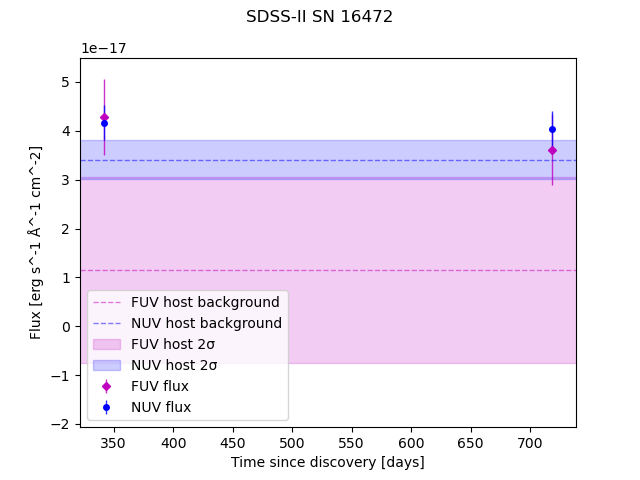 SDSS-II SN 16472
1e−17
Flux [erg s^-1 Å^-1 cm^-2]
5
4
3
2
1
0
−1
−2
FUV host background
NUV host background
FUV host 2σ
NUV host 2σ
FUV flux
NUV flux
350 400 450 500 550 600 650 700
Time since discovery [days]